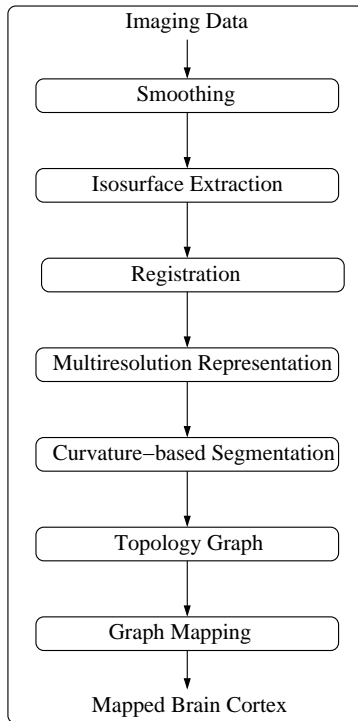 Imaging Data
Smoothing
Isosurface Extraction
Registration
Multiresolution Representation
Curvature−based Segmentation
Topology Graph
Graph Mapping
Mapped Brain Cortex